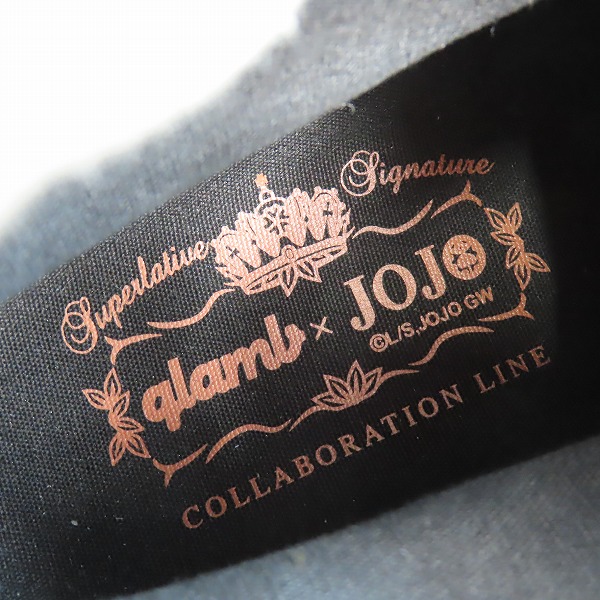 Superlative Signature
glamb × JOJO
©L/S,JOJO GW
COLLABORATION LINE